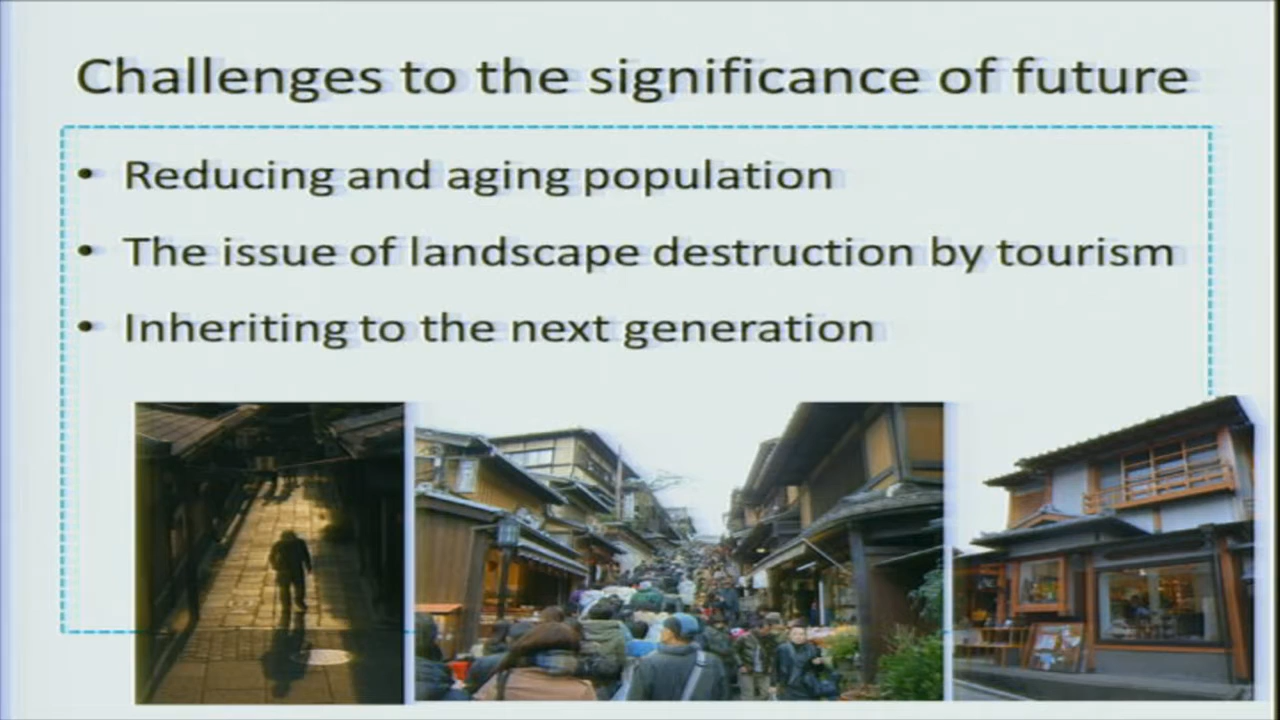 Challenges to the significance of future
• Reducing and aging population
• The issue of landscape destruction by tourism
• Inheriting to the next generation